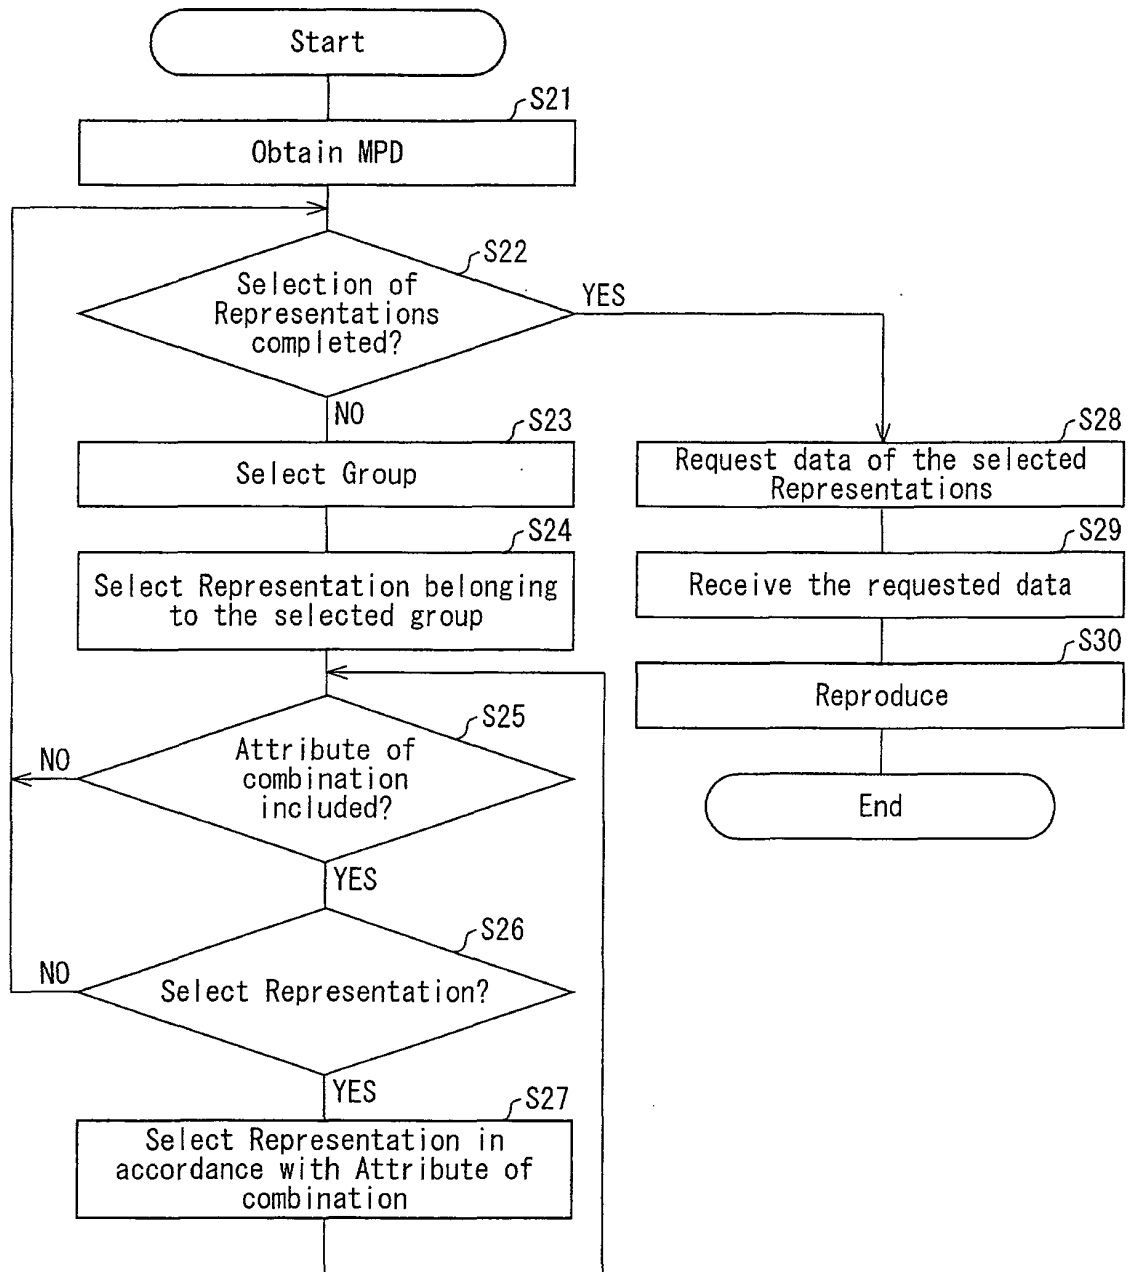 Start
S21
Obtain MPD
S22
Selection of
Representations
completed?
YES
NO
S23
Select Group
S24
Select Representation belonging
to the selected group
S25
Attribute of
combination
included?
NO
YES
S26
Select Representation?
NO
YES
S27
Select Representation in
accordance with Attribute of
combination
S28
Request data of the selected
Representations
S29
Receive the requested data
S30
Reproduce
End